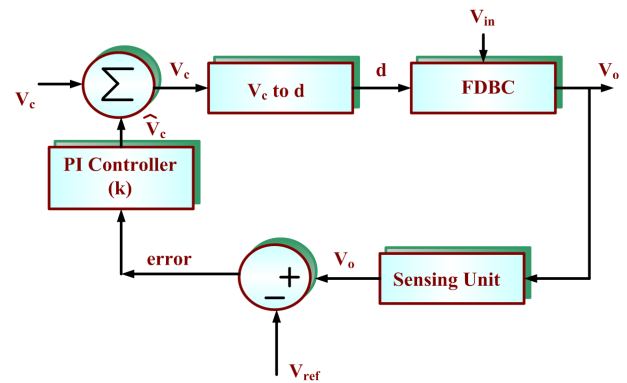 V_in
Σ
V_c
V_c
V_c to d
d
FDBC
V_o
V̂_c
PI Controller
(k)
error
+
−
V_o
Sensing Unit
V_ref